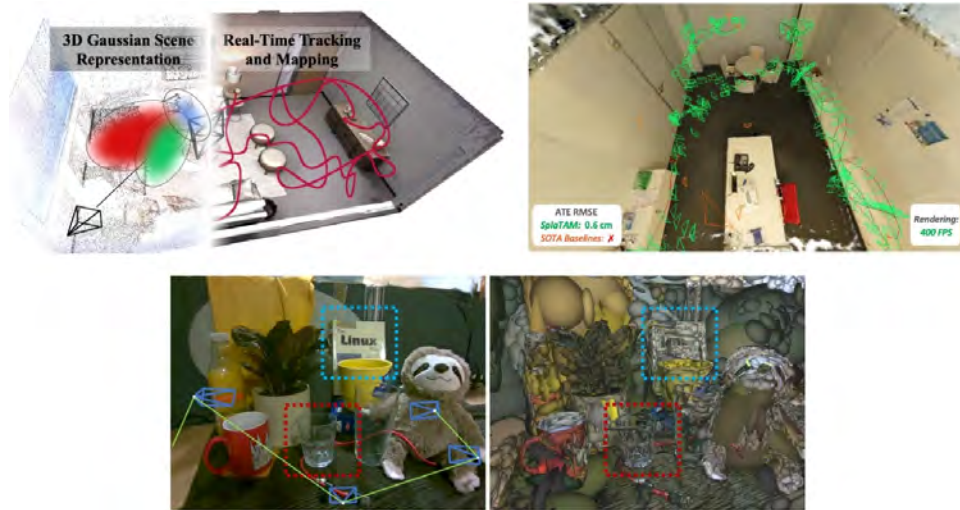 3D Gaussian Scene
Representation
Real-Time Tracking
and Mapping
ATE RMSE
SplaTAM: 0.6 cm
SOTA Baselines: ✗
Rendering:
400 FPS
Linux